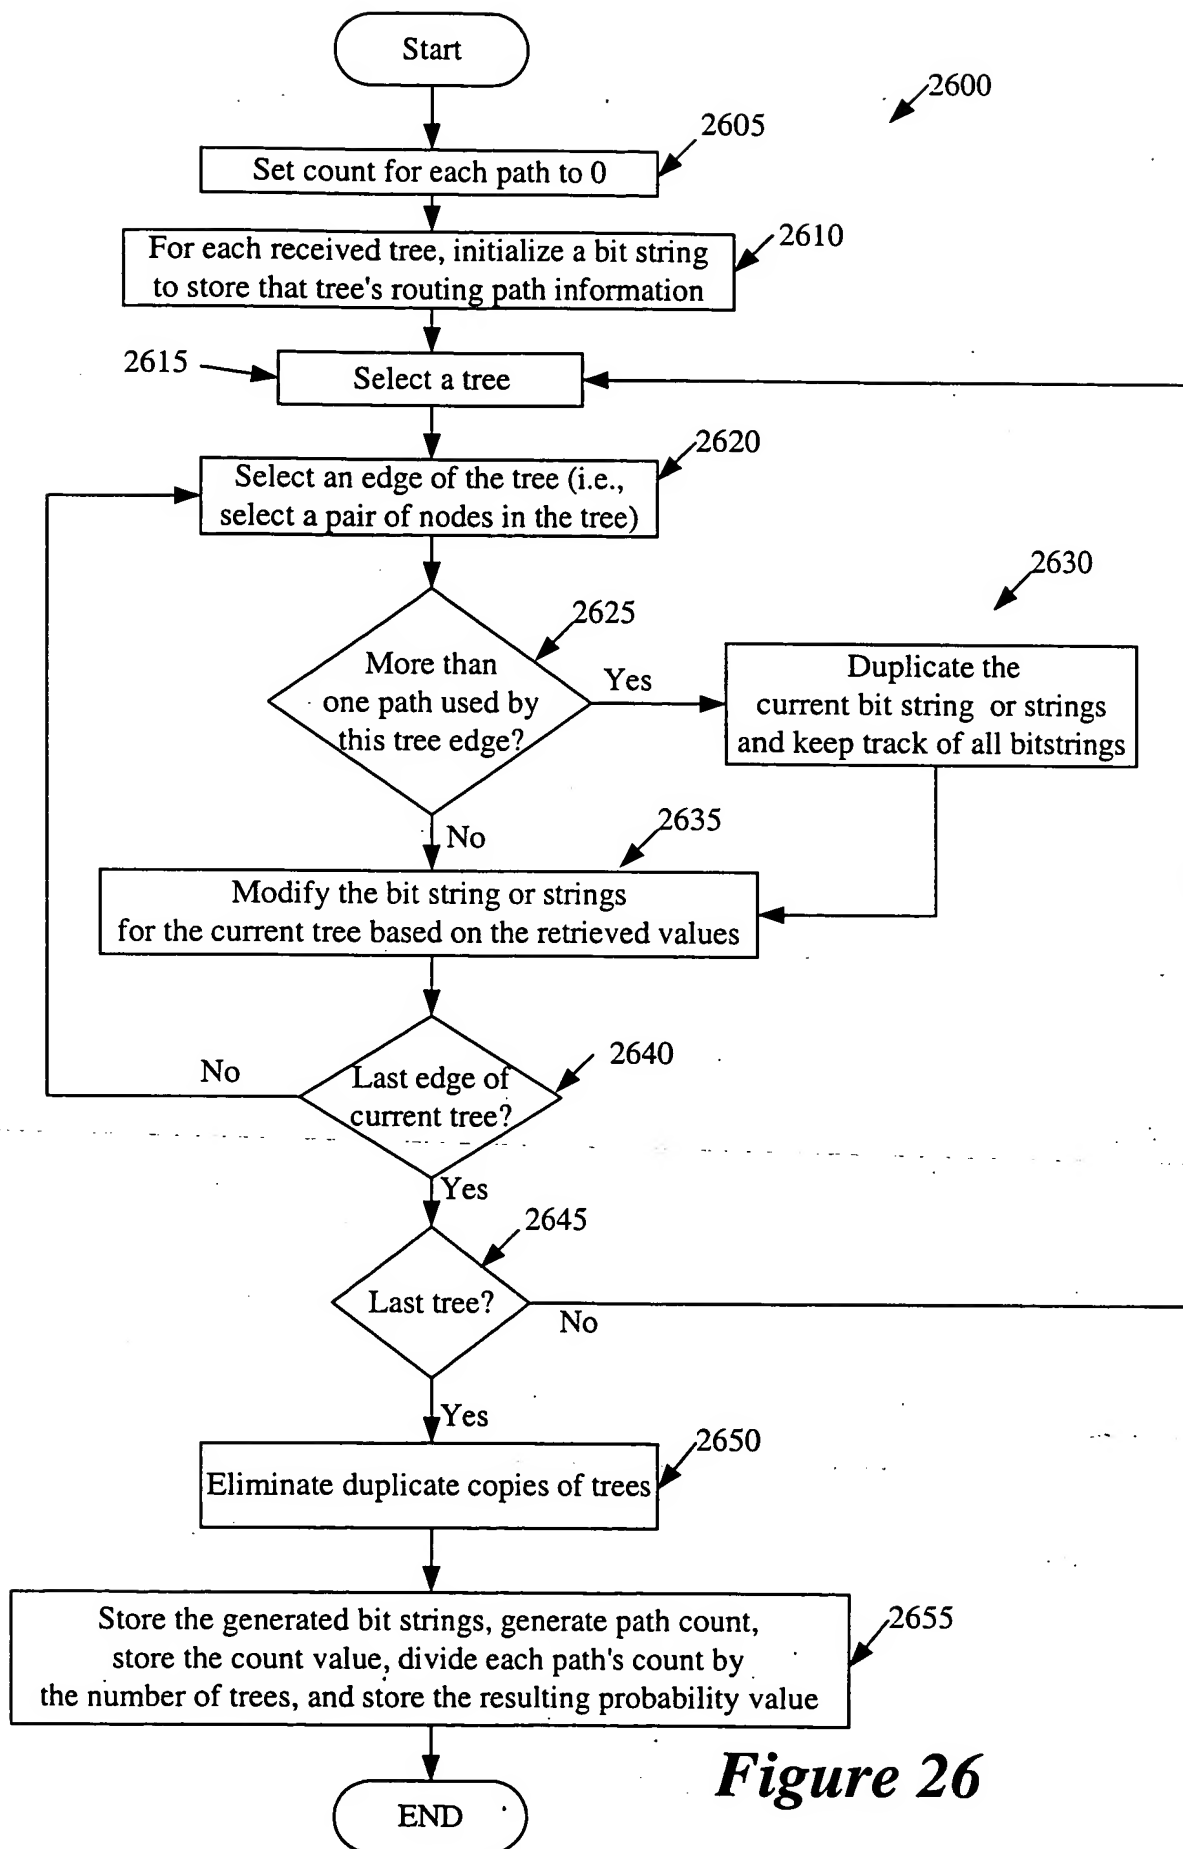 Start
2600
2605
Set count for each path to 0
2610
For each received tree, initialize a bit string
to store that tree's routing path information
2615
Select a tree
2620
Select an edge of the tree (i.e.,
select a pair of nodes in the tree)
2630
2625
More than
one path used by
this tree edge?
Yes
Duplicate the
current bit string or strings
and keep track of all bitstrings
No
2635
Modify the bit string or strings
for the current tree based on the retrieved values
2640
No
Last edge of
current tree?
Yes
2645
Last tree?
No
Yes
2650
Eliminate duplicate copies of trees
2655
Store the generated bit strings, generate path count,
store the count value, divide each path's count by
the number of trees, and store the resulting probability value
Figure 26
END